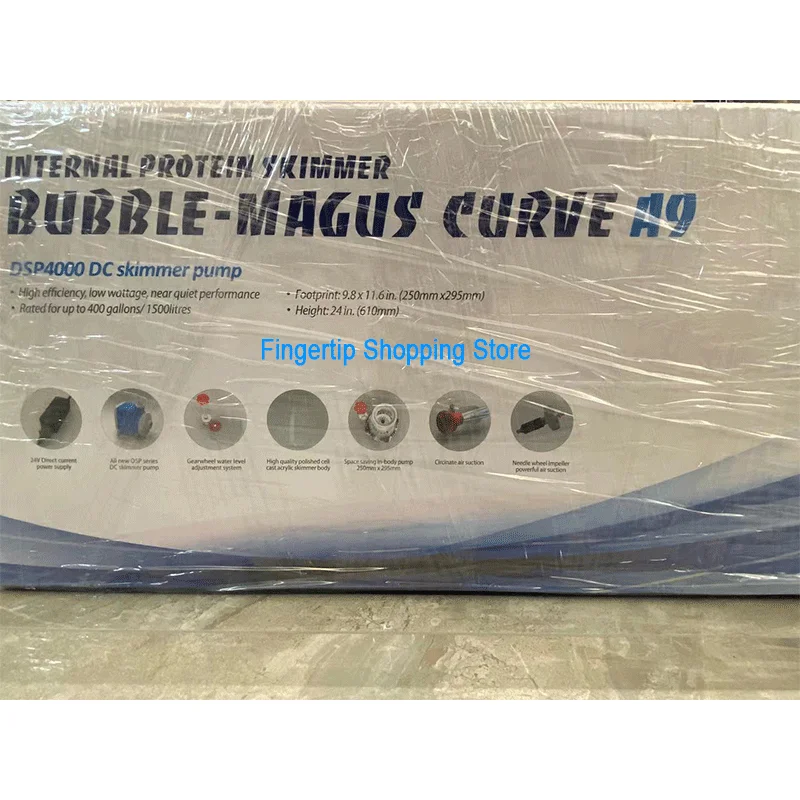 INTERNAL PROTEIN SKIMMER
BUBBLE-MAGUS CURVE A9
DSP4000 DC skimmer pump
• High efficiency, low wattage, near quiet performance
• Rated for up to 400 gallons/ 1500litres
• Footprint: 9.8 x 11.6 in. (250mm x295mm)
• Height: 24 in. (610mm)
Fingertip Shopping Store
24V Direct current
power supply
All new DSP series
DC skimmer pump
Gearwheel water level
adjustment system
High quality polished cell
cast acrylic skimmer body
Space saving in-body pump
250mm x 295mm
Circinate air suction
Needle wheel impeller
powerful air suction